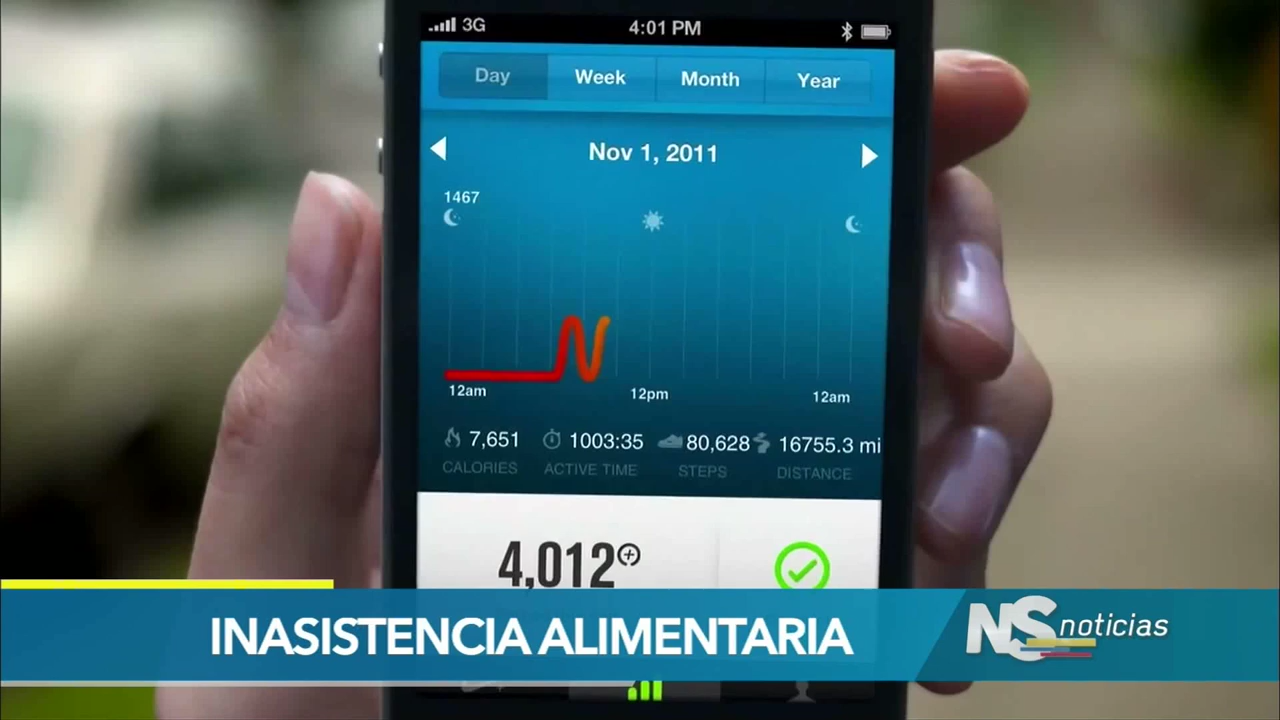 3G 4:01 PM
Day Week Month Year
Nov 1, 2011
1467
12am 12pm 12am
7,651 1003:35 80,628 16755.3 mi
CALORIES ACTIVE TIME STEPS DISTANCE
4,012
INASISTENCIA ALIMENTARIA
NS noticias